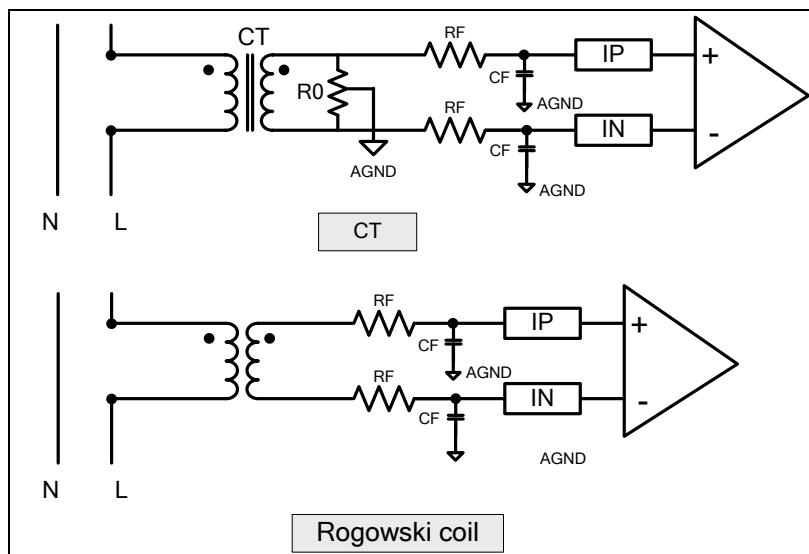 CT
RF
CF
IP
+
R0
AGND
RF
CF
IN
-
AGND
AGND
N L
CT
RF
CF
IP
+
AGND
RF
CF
IN
-
AGND
N L
Rogowski coil